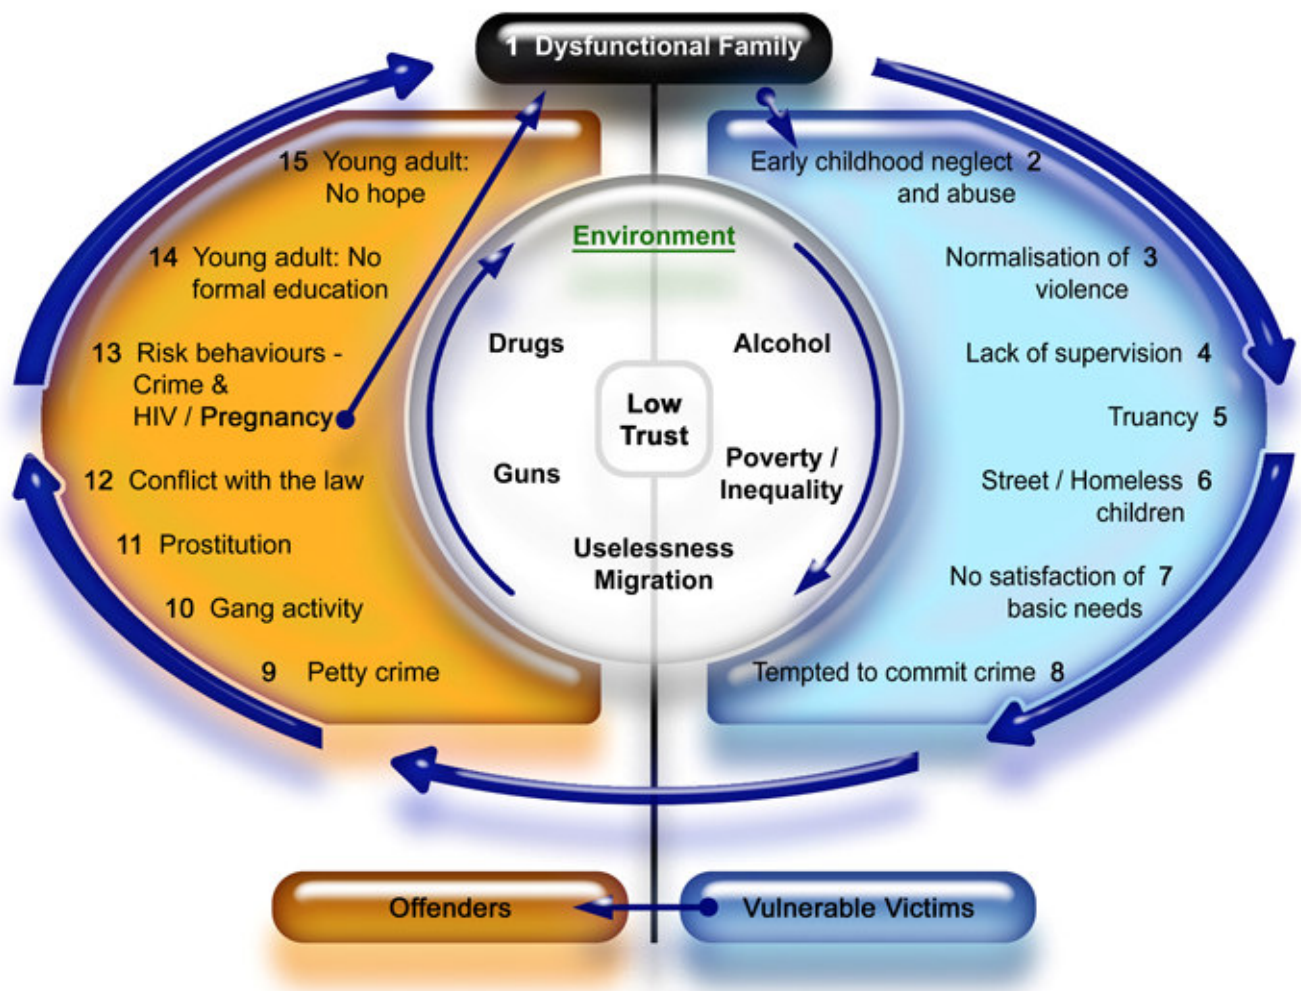 1 Dysfunctional Family
Early childhood neglect 2
and abuse
Normalisation of 3
violence
Lack of supervision 4
Truancy 5
Street / Homeless 6
children
No satisfaction of 7
basic needs
Tempted to commit crime 8
9 Petty crime
10 Gang activity
11 Prostitution
12 Conflict with the law
13 Risk behaviours -
Crime &
HIV / Pregnancy
14 Young adult: No
formal education
15 Young adult:
No hope
Environment
Drugs
Alcohol
Low
Trust
Guns
Poverty /
Inequality
Uselessness
Migration
Offenders
Vulnerable Victims